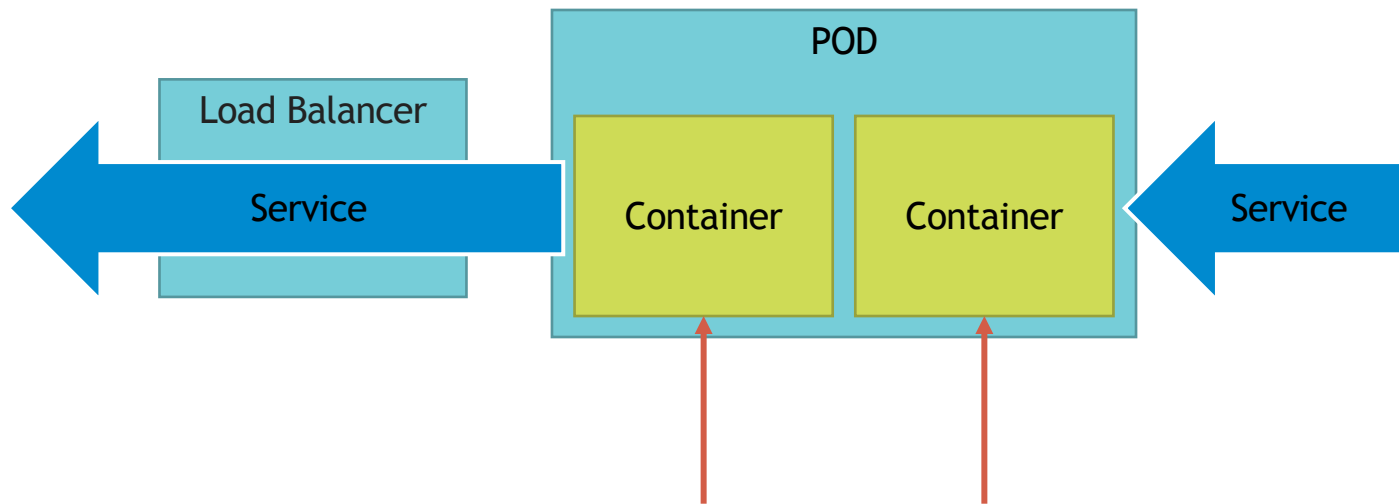 POD
Load Balancer
Service
Container
Container
Service